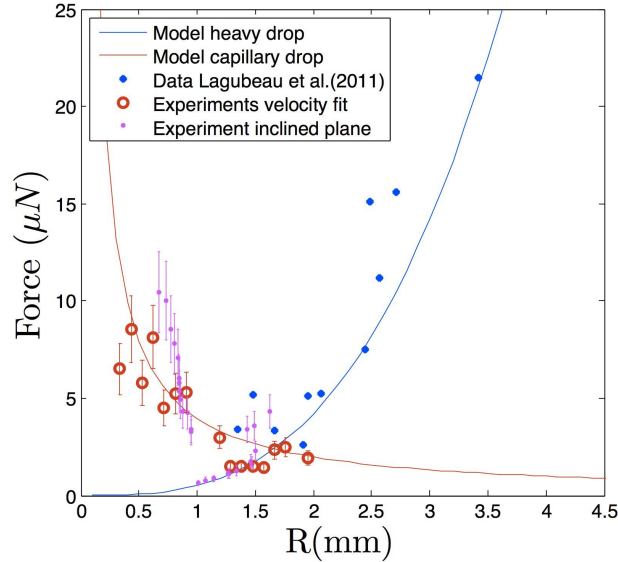 25
20
15
10
5
0
Force (μN)
Model heavy drop
Model capillary drop
Data Lagubeau et al.(2011)
Experiments velocity fit
Experiment inclined plane
0 0.5 1 1.5 2 2.5 3 3.5 4 4.5
R(mm)